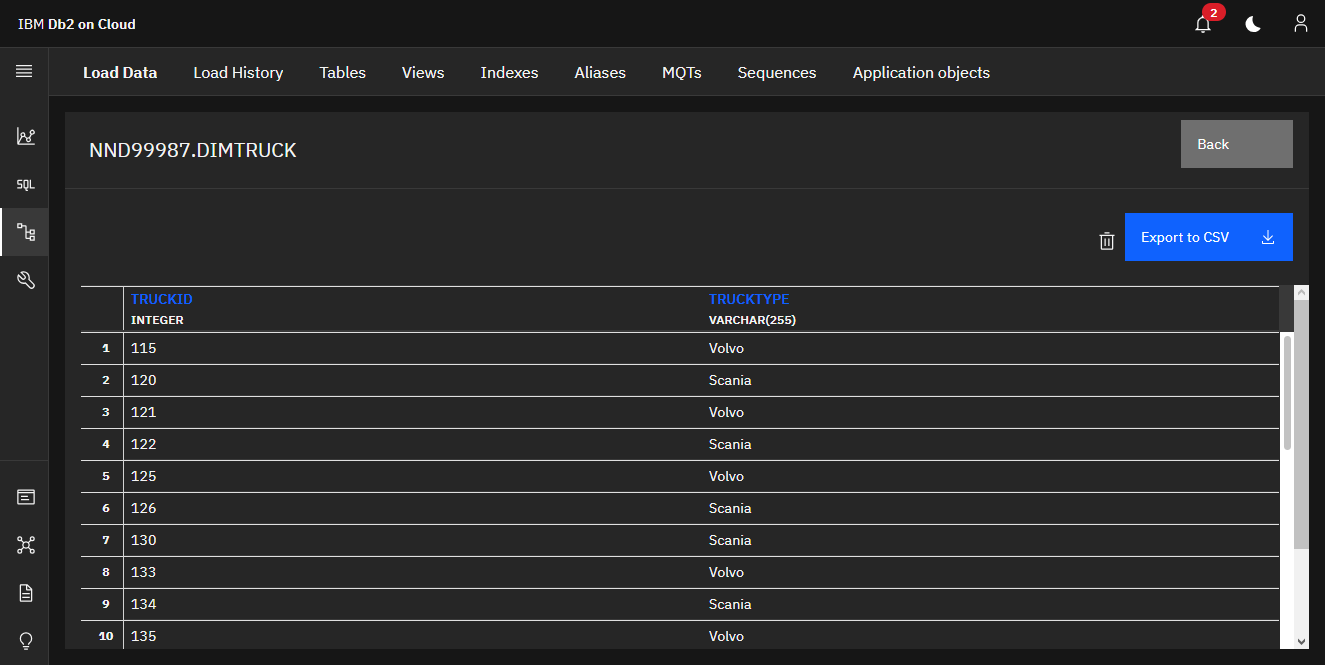 IBM Db2 on Cloud
2
Load Data Load History Tables Views Indexes Aliases MQTs Sequences Application objects
SQL
NND99987.DIMTRUCK
Back
Export to CSV
TRUCKID TRUCKTYPE
INTEGER VARCHAR(255)
1 115 Volvo
2 120 Scania
3 121 Volvo
4 122 Scania
5 125 Volvo
6 126 Scania
7 130 Scania
8 133 Volvo
9 134 Scania
10 135 Volvo